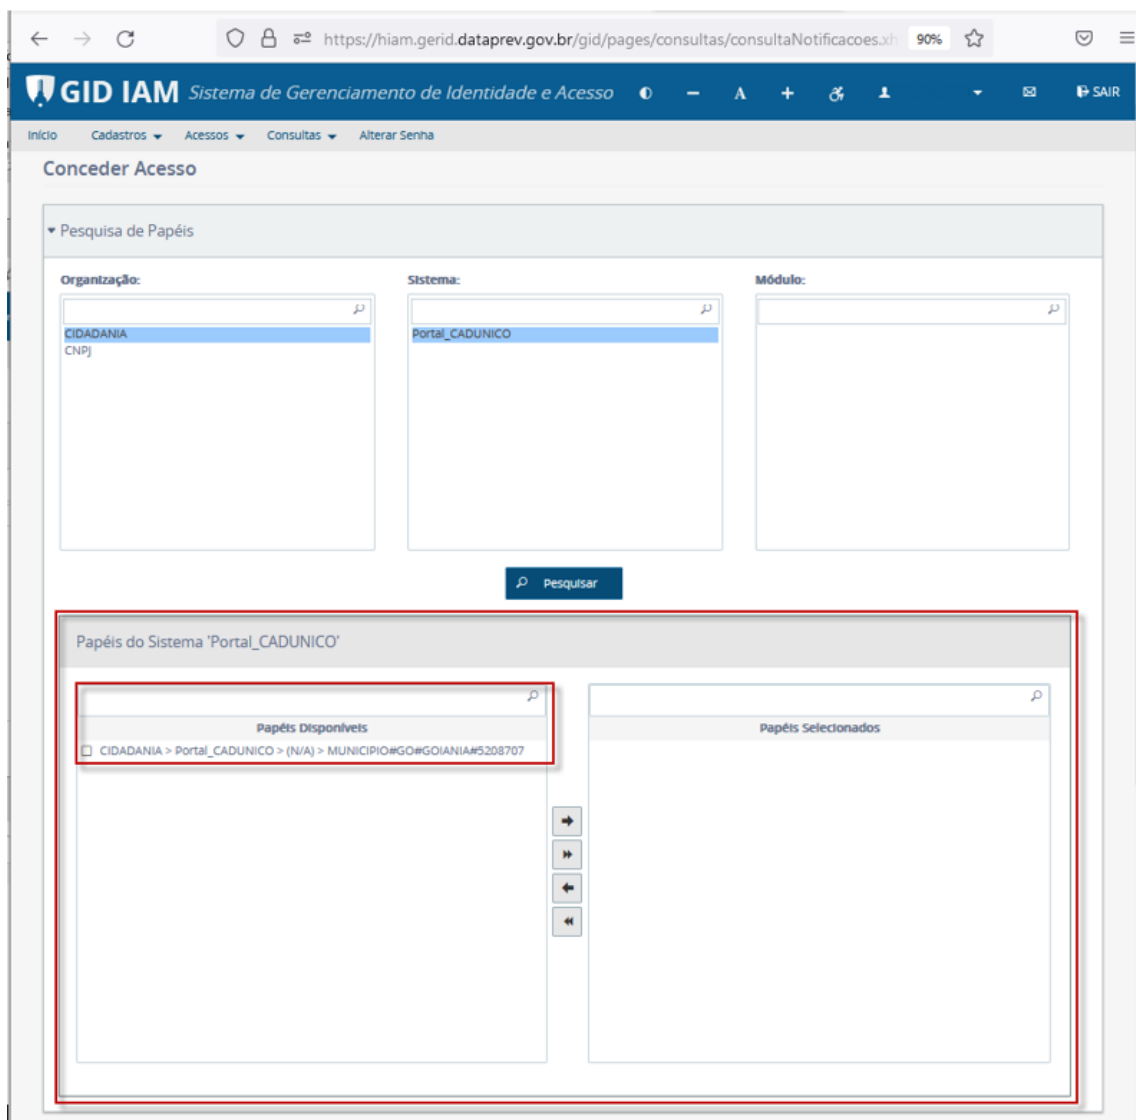 https://hiam.gerid.dataprev.gov.br/gid/pages/consultas/consultaNotificacoes.xh 90%
GID IAM Sistema de Gerenciamento de Identidade e Acesso A SAIR
Início Cadastros Acessos Consultas Alterar Senha
Conceder Acesso
Pesquisa de Papéis
Organização: Sistema: Módulo:
CIDADANIA Portal_CADUNICO
CNPJ
Pesquisar
Papéis do Sistema 'Portal_CADUNICO'
Papéis Disponíveis Papéis Selecionados
CIDADANIA > Portal_CADUNICO > (N/A) > MUNICIPIO#GO#GOIANIA#5208707